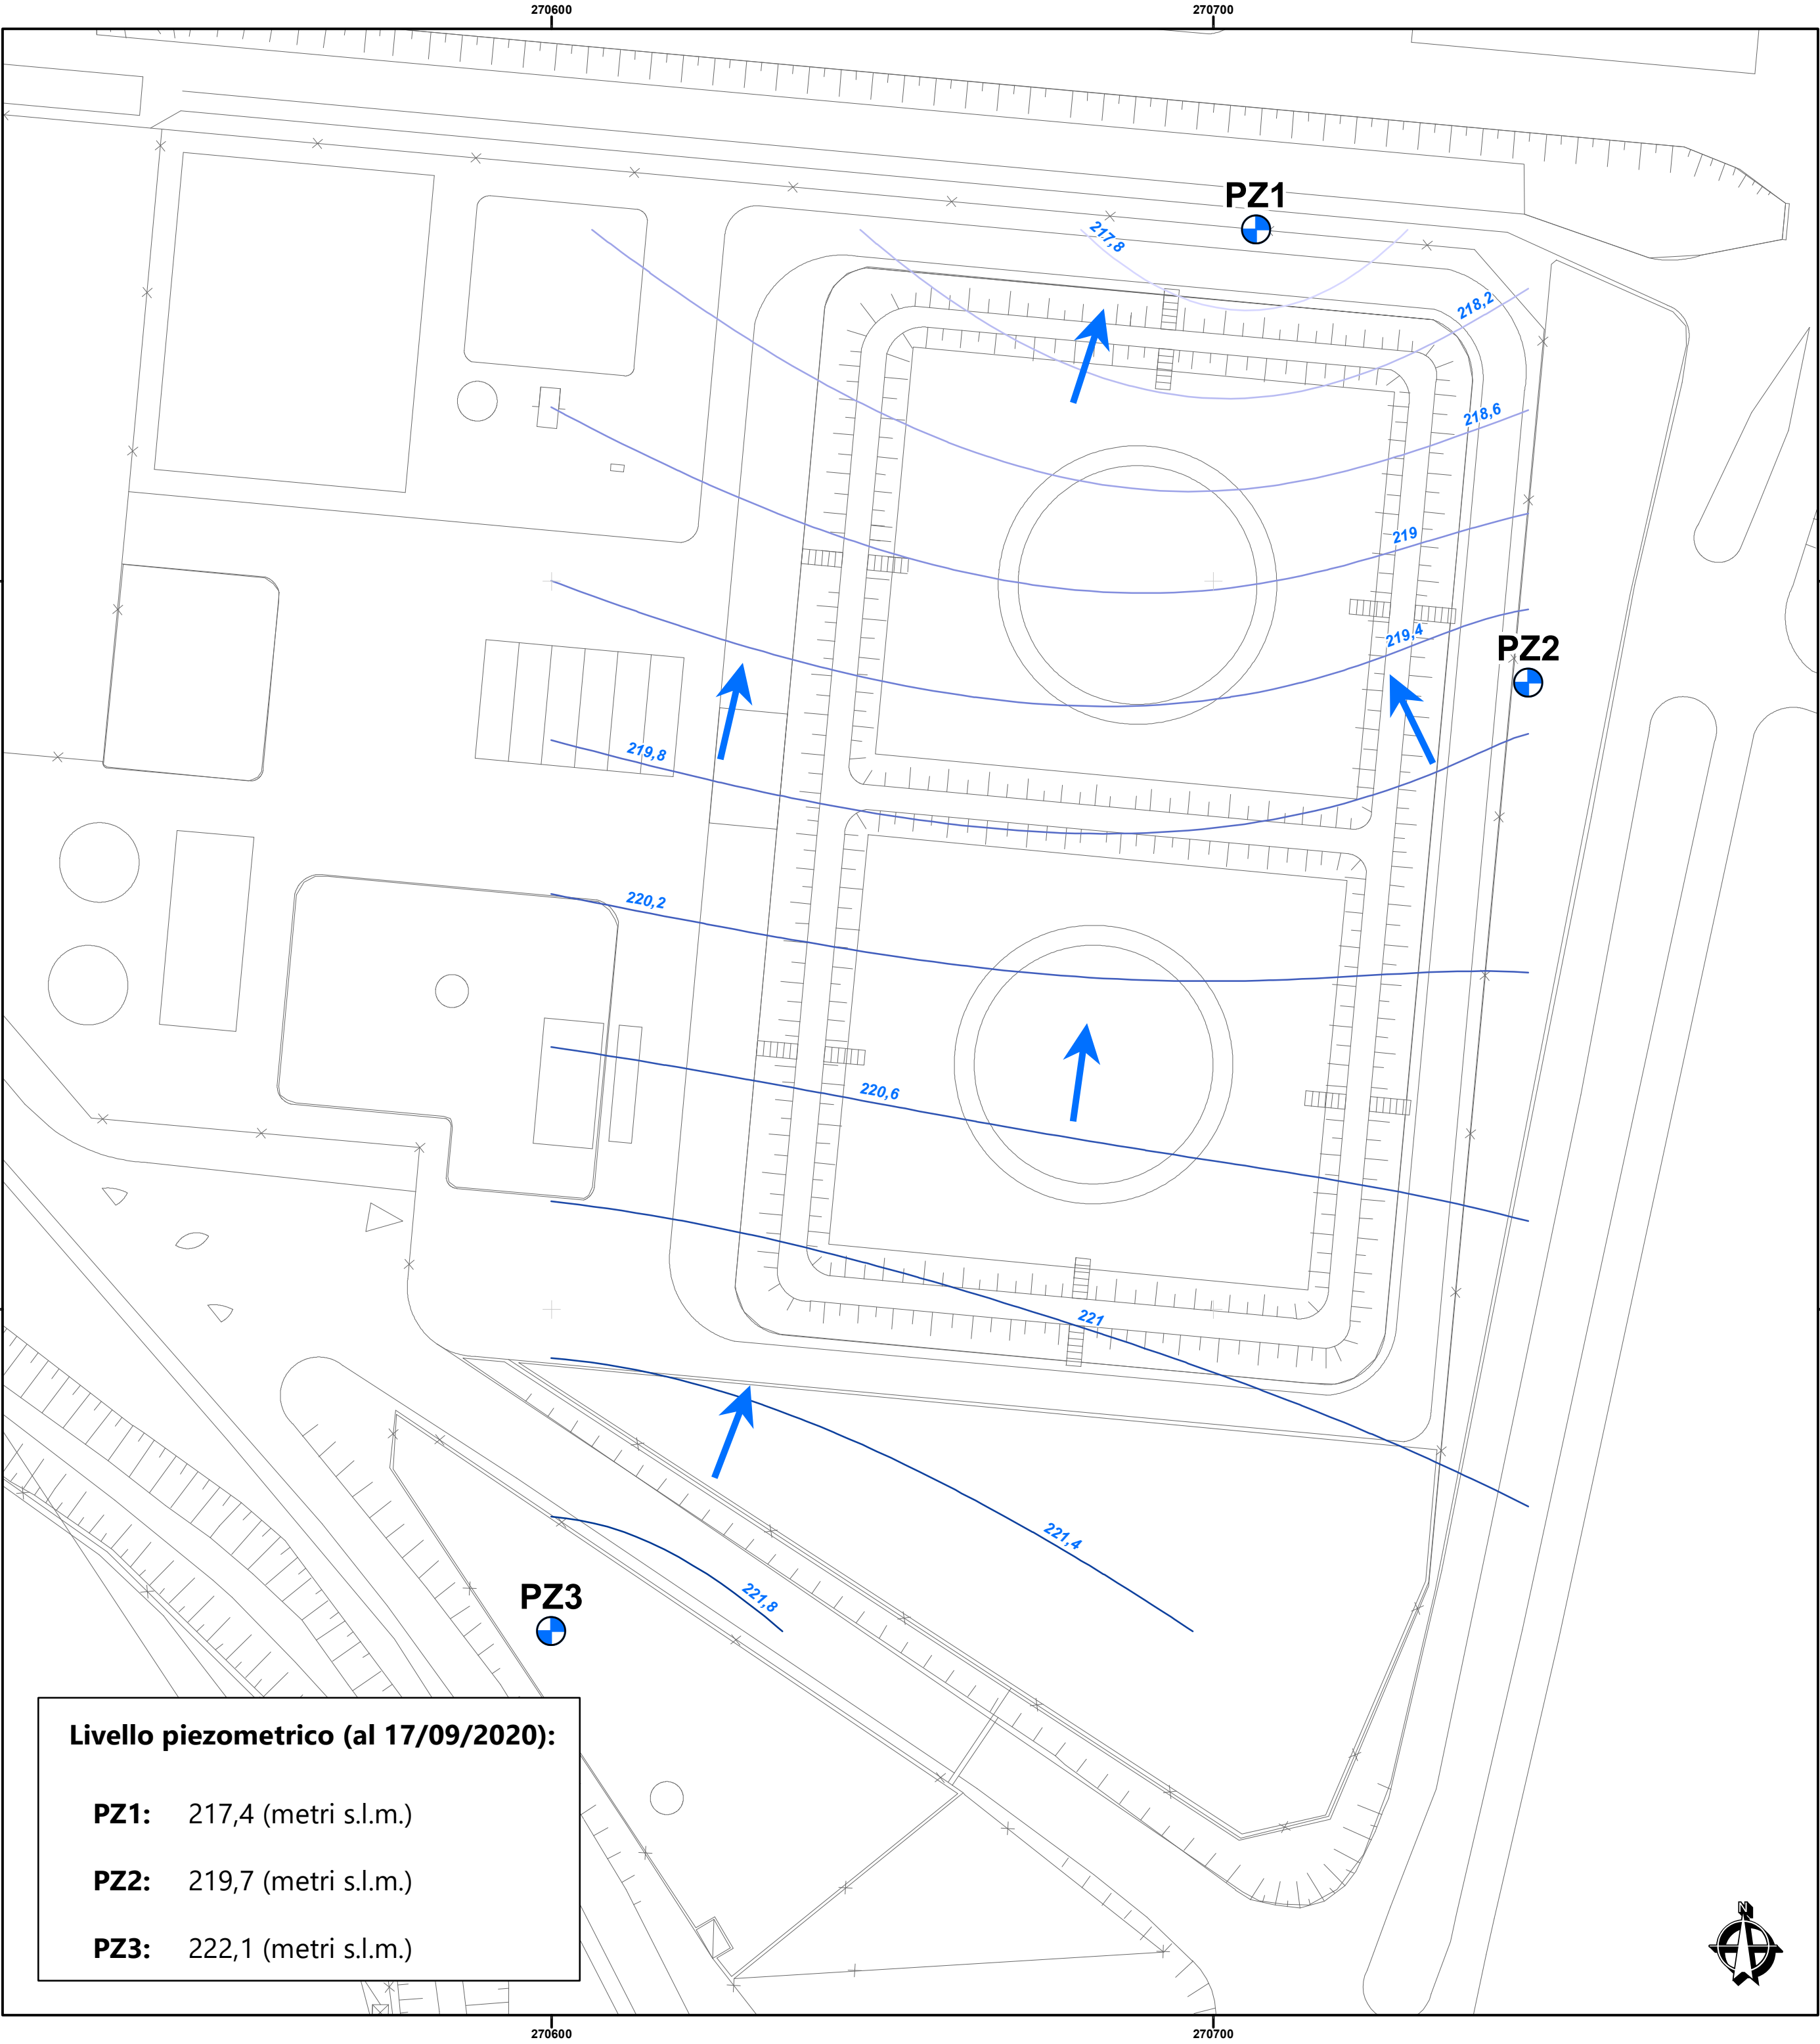 270600 270700
PZ1
217,8
218,2
218,6
219
219,4
PZ2
219,8
220,2
220,6
221
221,4
221,8
PZ3
Livello piezometrico (al 17/09/2020):
PZ1: 217,4 (metri s.l.m.)
PZ2: 219,7 (metri s.l.m.)
PZ3: 222,1 (metri s.l.m.)
N
270600 270700